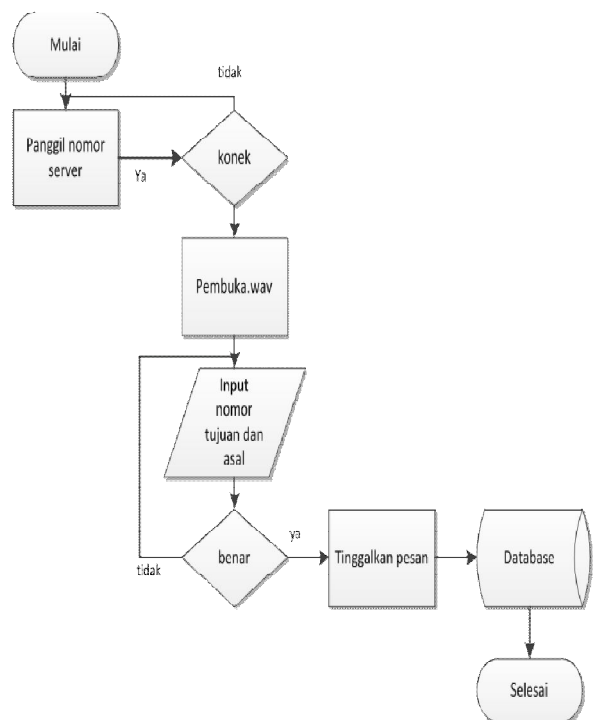 Mulai
tidak
Panggil nomor
server
Ya
konek
Pembuka.wav
Input
nomor
tujuan dan
asal
benar
ya
tidak
Tinggalkan pesan
Database
Selesai